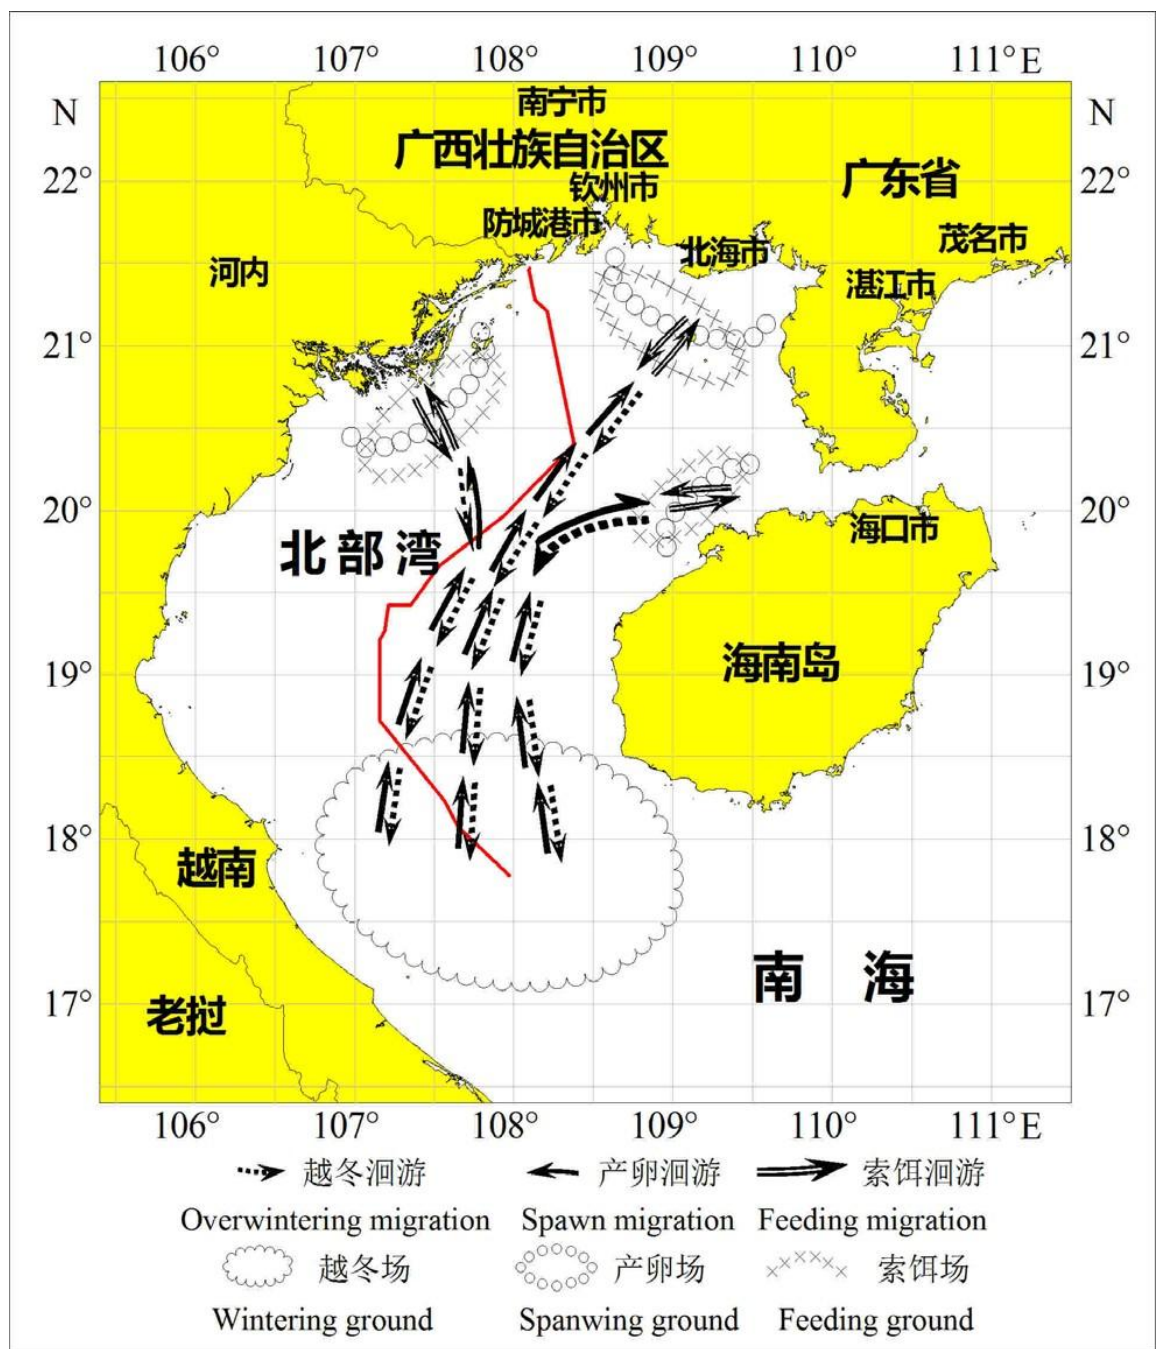 106° 107° 108° 109° 110° 111° E
N N
南宁市
广西壮族自治区
22° 广东省 22°
钦州市
防城港市
北海市 茂名市
河内 湛江市
21° 21°
20° 20°
海口市
北部湾
19° 海南岛 19°
18° 18°
越南
南 海
17° 17°
老挝
106° 107° 108° 109° 110° 111° E
越冬洄游 产卵洄游 索饵洄游
Overwintering migration Spawn migration Feeding migration
越冬场 产卵场 索饵场
Wintering ground Spanwing ground Feeding ground